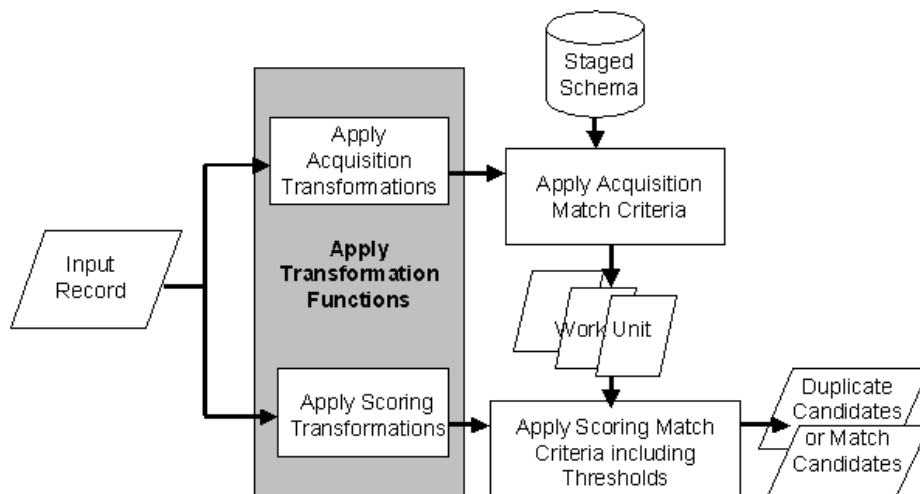 Staged
Schema
Apply
Acquisition
Transformations
Apply Acquisition
Match Criteria
Input
Record
Apply
Transformation
Functions
Work Unit
Apply Scoring
Transformations
Apply Scoring Match
Criteria including
Thresholds
Duplicate
Candidates
or Match
Candidates